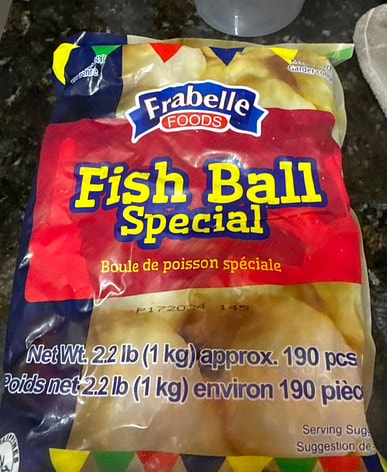 Frabelle
FOODS
Fish Ball
Special
Boule de poisson spéciale
P172024 145
Net Wt. 2.2 lb (1 kg) approx. 190 pcs
Poids net 2.2 lb (1 kg) environ 190 pièc
Serving Sug
Suggestion de